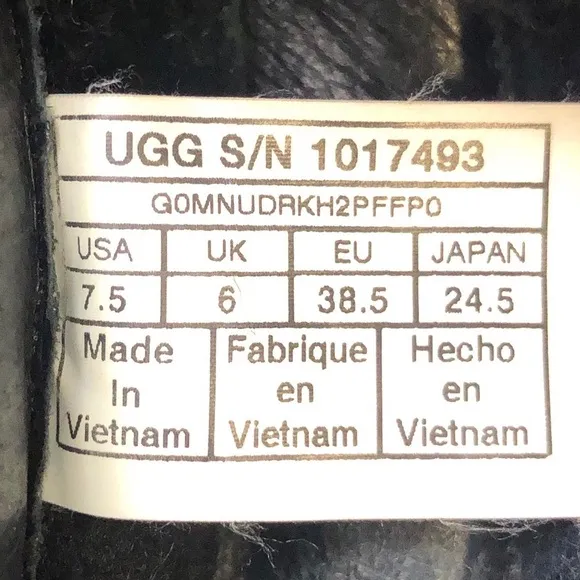 UGG S/N 1017493
G0MNUDRKH2PFFP0
USA UK EU JAPAN
7.5 6 38.5 24.5
Made Fabrique Hecho
In en en
Vietnam Vietnam Vietnam